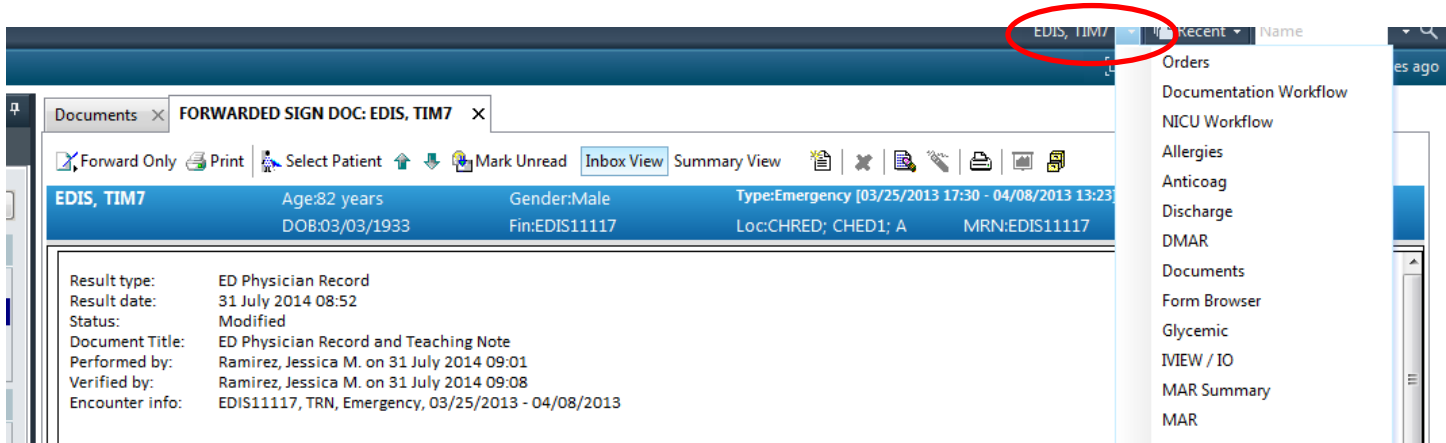 EDIS, TIM7 Recent Name
es ago
Documents FORWARDED SIGN DOC: EDIS, TIM7
Forward Only Print Select Patient Mark Unread Inbox View Summary View
EDIS, TIM7 Age:82 years Gender:Male Type:Emergency [03/25/2013 17:30 - 04/08/2013 13:23]
DOB:03/03/1933 Fin:EDIS11117 Loc:CHRED; CHED1; A MRN:EDIS11117
Result type: ED Physician Record
Result date: 31 July 2014 08:52
Status: Modified
Document Title: ED Physician Record and Teaching Note
Performed by: Ramirez, Jessica M. on 31 July 2014 09:01
Verified by: Ramirez, Jessica M. on 31 July 2014 09:08
Encounter info: EDIS11117, TRN, Emergency, 03/25/2013 - 04/08/2013
Orders
Documentation Workflow
NICU Workflow
Allergies
Anticoag
Discharge
DMAR
Documents
Form Browser
Glycemic
IVIEW / IO
MAR Summary
MAR